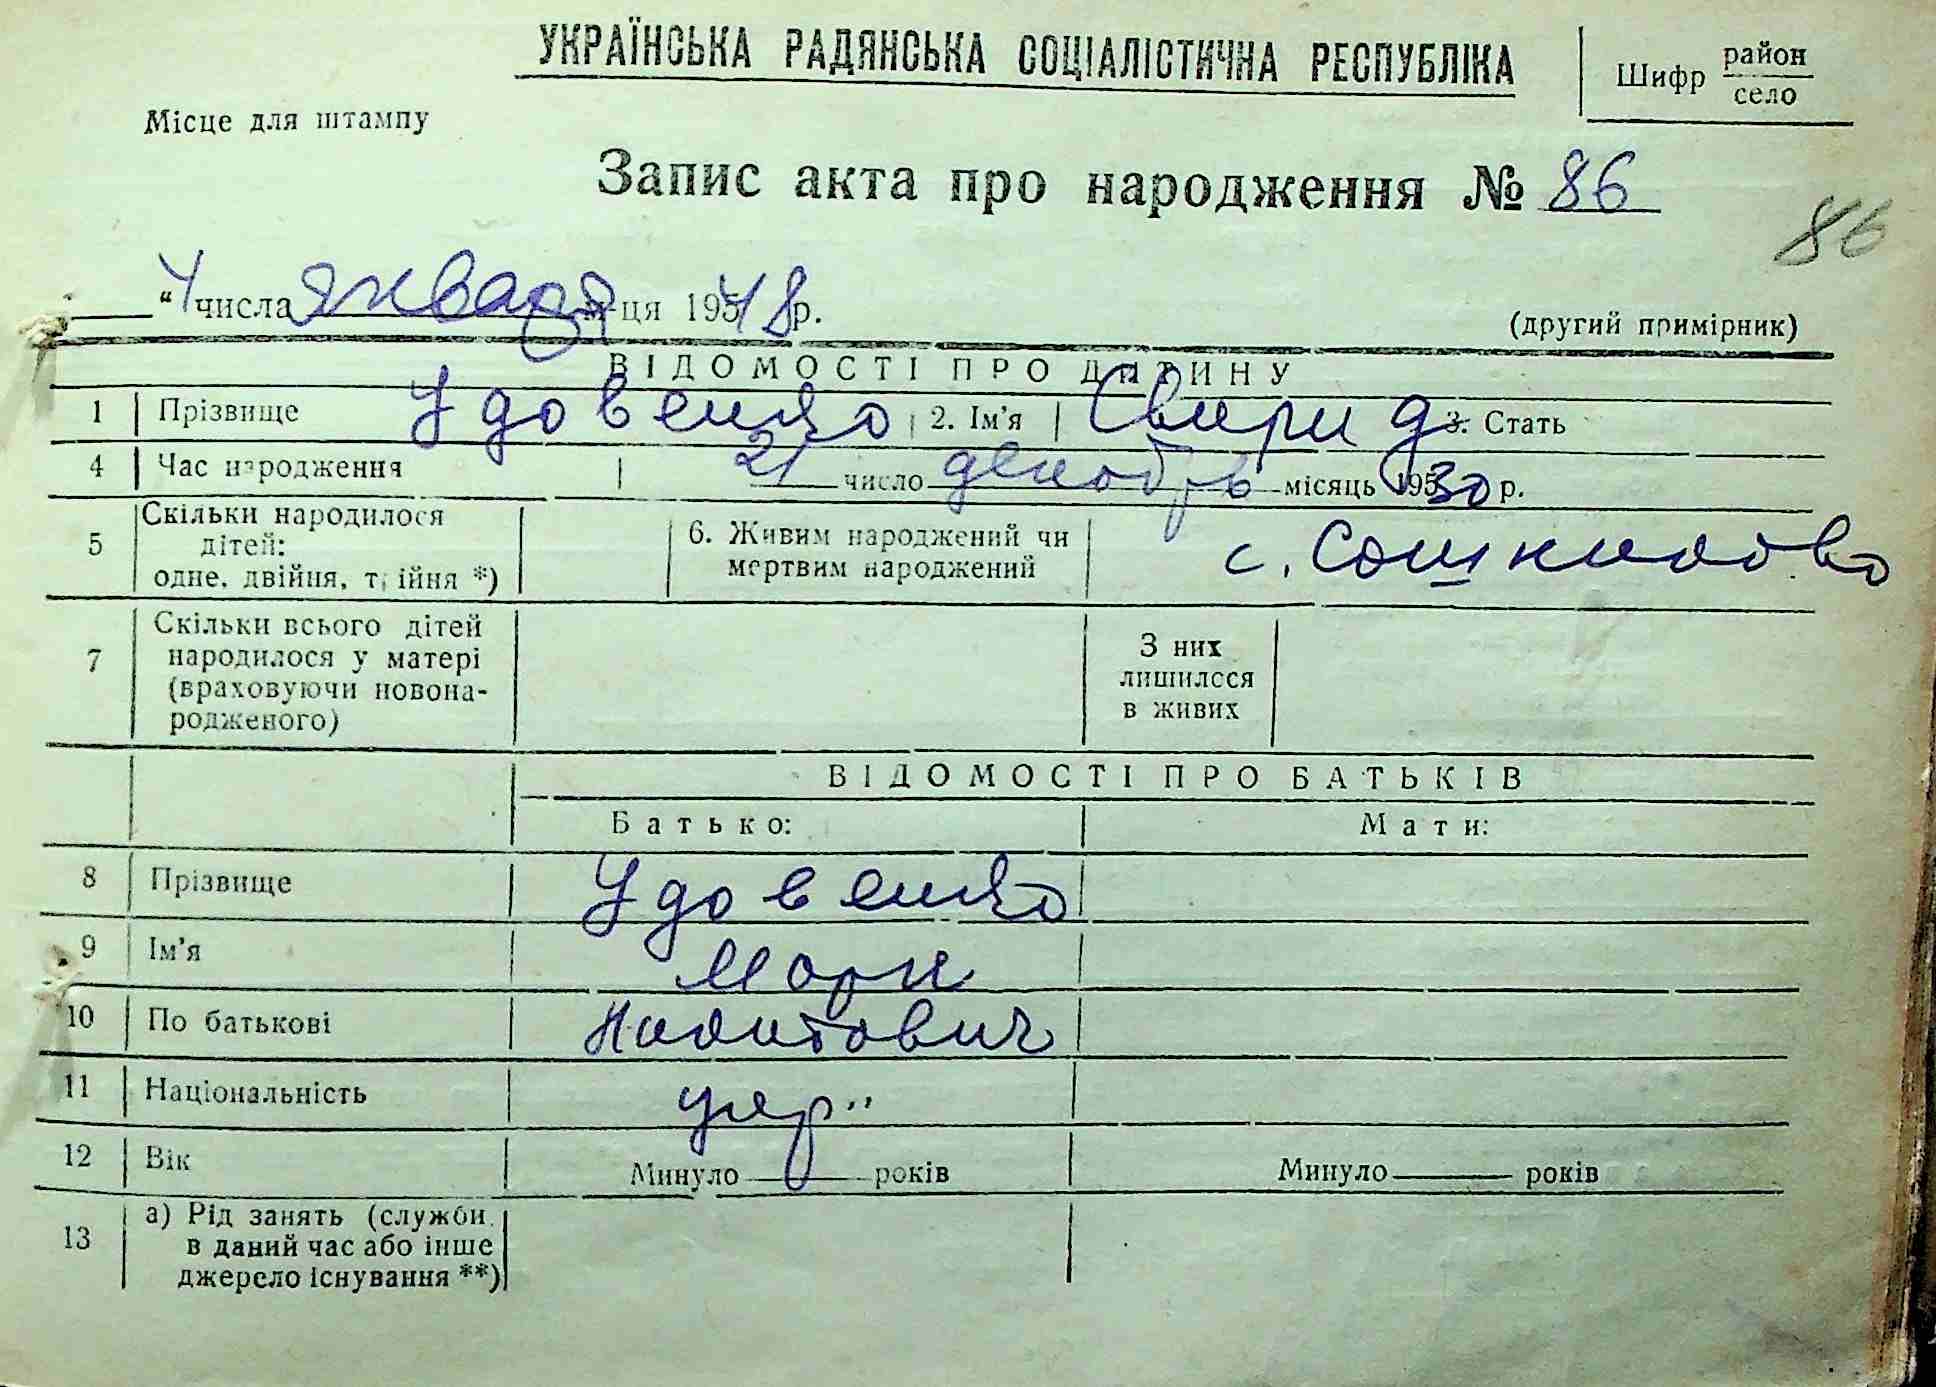 УКРАЇНСЬКА РАДЯНСЬКА СОЦІАЛІСТИЧНА РЕСПУБЛІКА
Шифр район
село
Місце для штампу
Запис акта про народження № 86
86
"4 числа января м-ця 1948 р.
(другий примірник)
ВІДОМОСТІ ПРО ДИТИНУ
1 Прізвище Удовенко 2. Ім'я Свирид 3. Стать
4 Час народження 21 число декабрь місяць 1930 р.
5 Скільки народилося дітей: одне, двійня, трійня *)
6. Живим народжений чи мертвим народжений
с.
7 Скільки всього дітей народилося у матері (враховуючи новонародженого)
З них лишилося в живих
ВІДОМОСТІ ПРО БАТЬКІВ
Батько: Мати:
8 Прізвище Удовенко
9 Ім'я Марк
10 По батькові
11 Національність укр.
12 Вік Минуло років Минуло років
13 а) Рід занять (служби в даний час або інше джерело існування **)